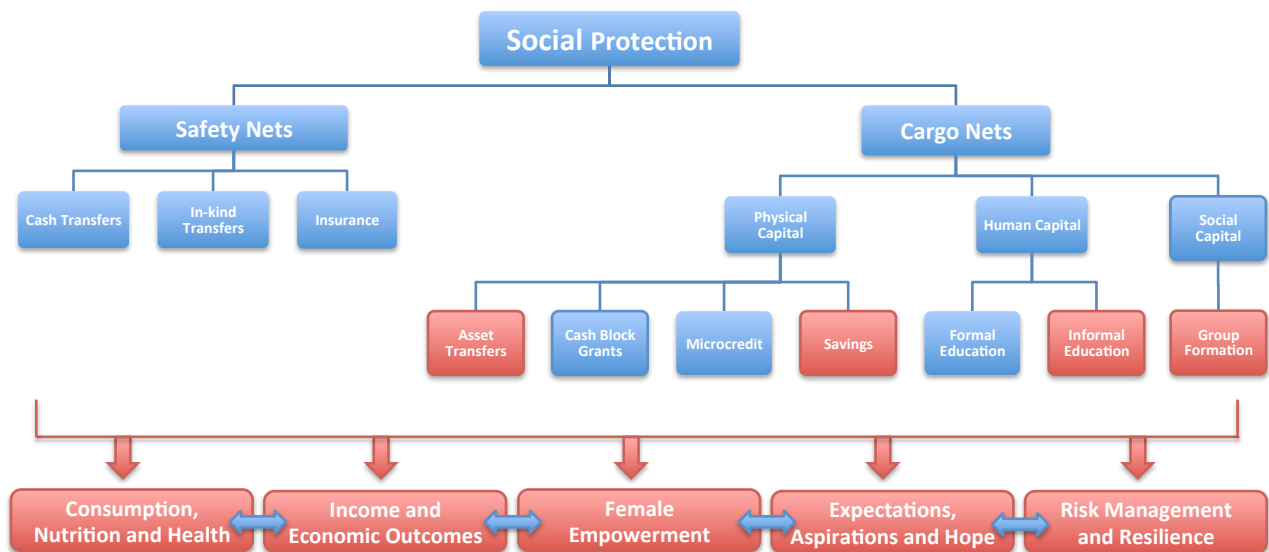 Social Protection
Safety Nets
Cargo Nets
Cash Transfers
In-kind
Transfers
Insurance
Physical
Capital
Human Capital
Social
Capital
Asset
Transfers
Cash Block
Grants
Microcredit
Savings
Formal
Education
Informal
Education
Group
Formation
Consumption,
Nutrition and Health
Income and
Economic Outcomes
Female
Empowerment
Expectations,
Aspirations and Hope
Risk Management
and Resilience